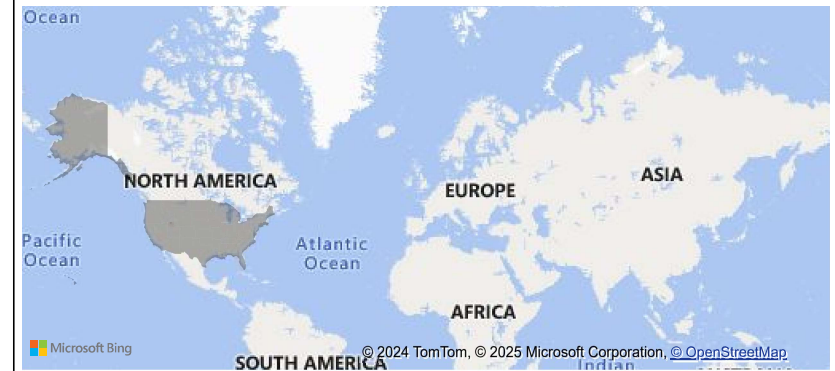 Ocean
NORTH AMERICA
EUROPE
ASIA
Pacific
Ocean
Atlantic
Ocean
AFRICA
Microsoft Bing
© 2024 TomTom, © 2025 Microsoft Corporation, © OpenStreetMap
SOUTH AMERICA
Indian